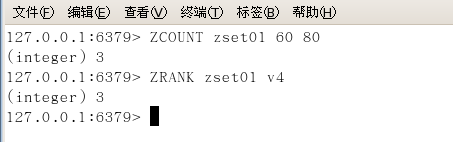 文件(F) 编辑(E) 查看(V) 终端(T) 标签(B) 帮助(H)
127.0.0.1:6379> ZCOUNT zset01 60 80
(integer) 3
127.0.0.1:6379> ZRANK zset01 v4
(integer) 3
127.0.0.1:6379>